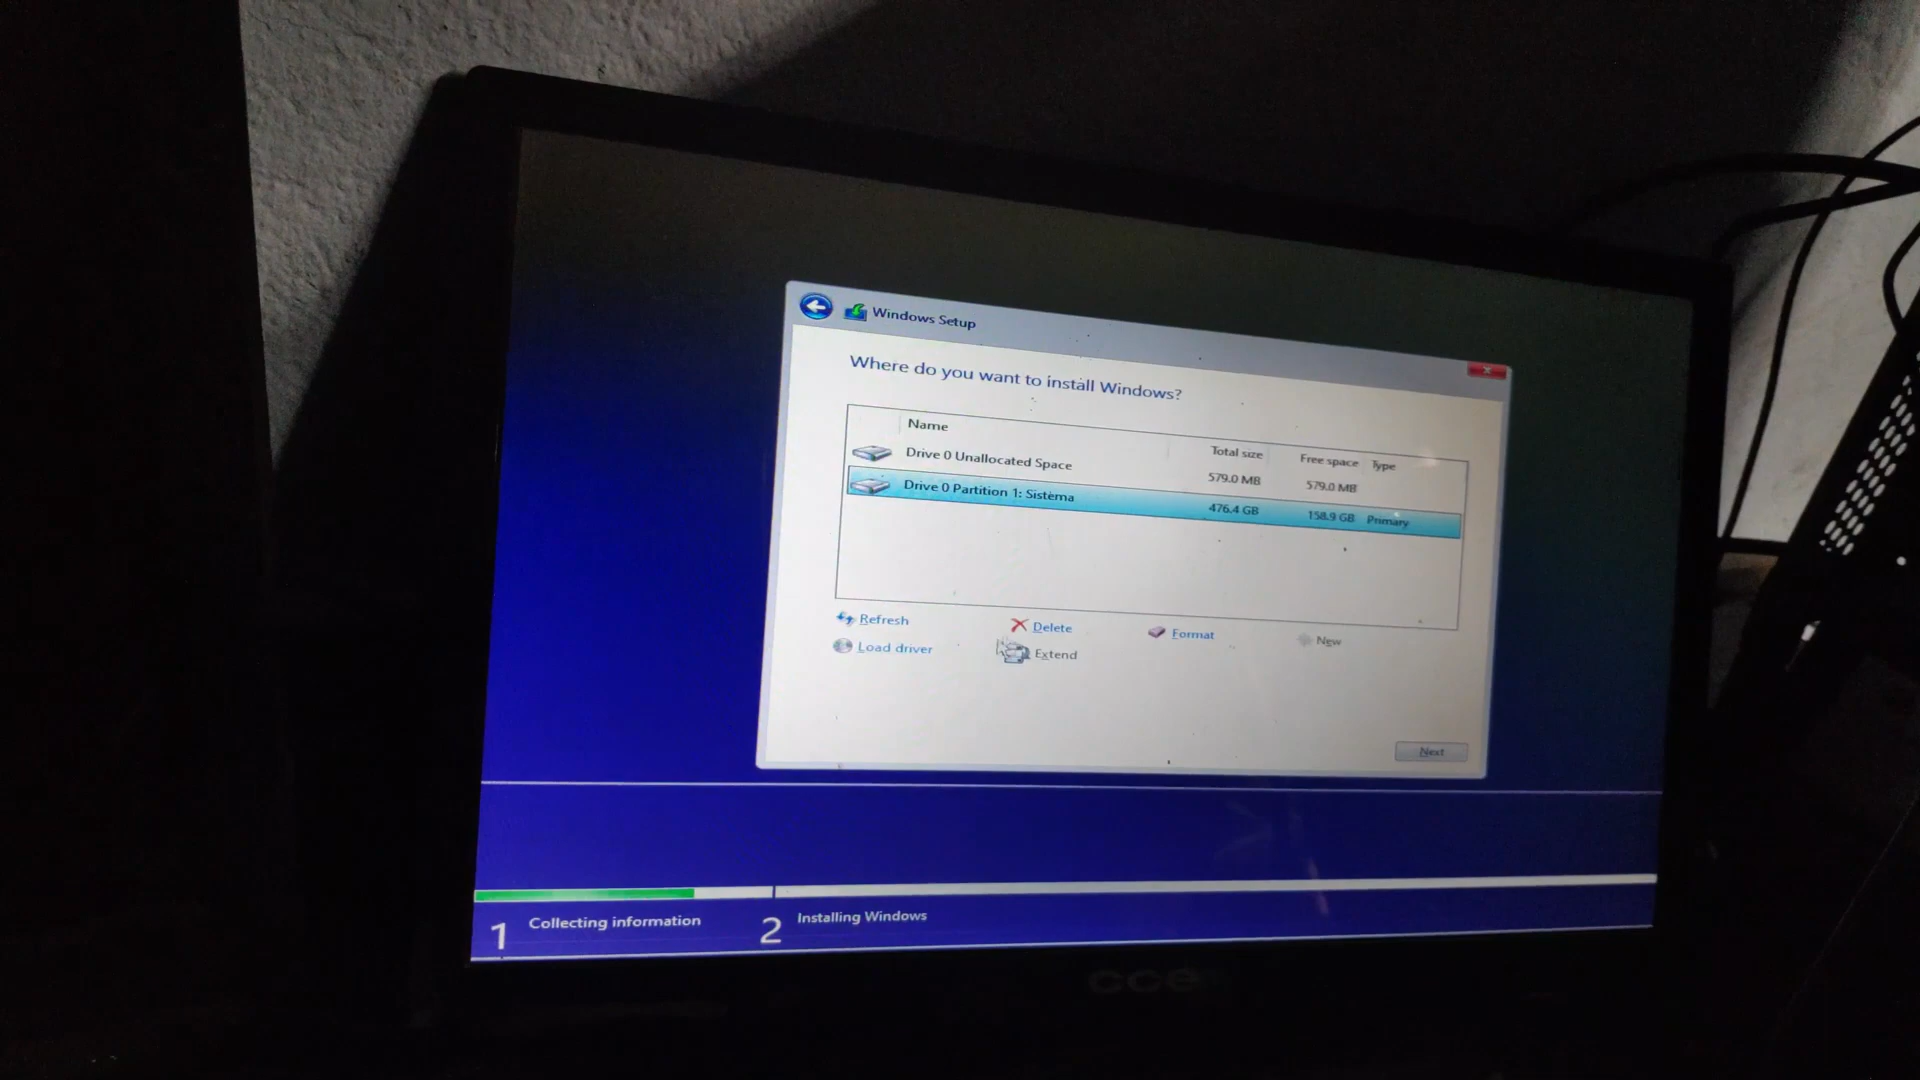 Windows Setup
Where do you want to install Windows?
Name Total size Free space Type
Drive 0 Unallocated Space 579.0 MB 579.0 MB
Drive 0 Partition 1: Sistema 476.4 GB 158.9 GB Primary
Refresh Delete Format New
Load driver Extend
Next
1 Collecting information 2 Installing Windows
cce